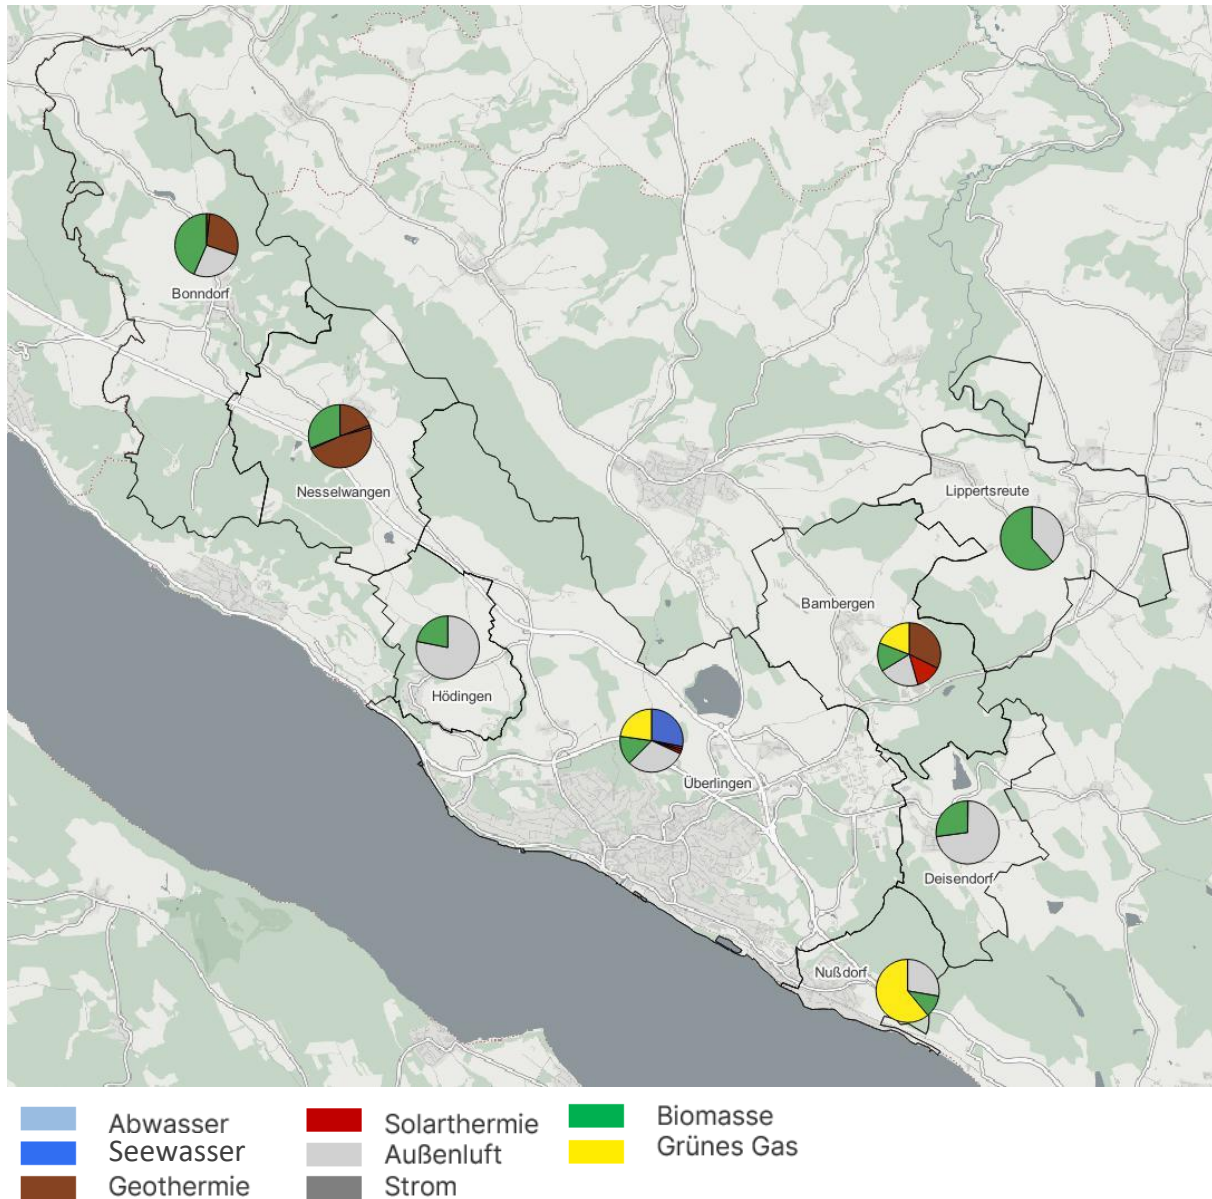 Bonndorf
Nesselwangen
Lippertsreute
Bambergen
Hödingen
Überlingen
Deisendorf
Nußdorf
Abwasser
Seewasser
Geothermie
Solarthermie
Außenluft
Strom
Biomasse
Grünes Gas